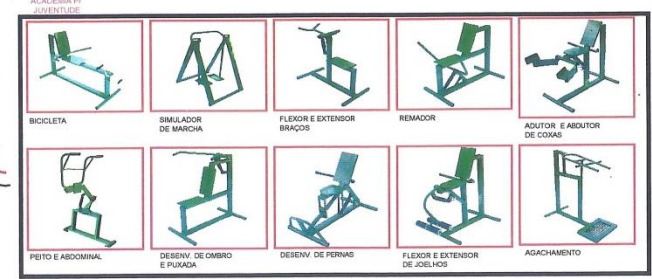 ACADEMIA P/
JUVENTUDE
BICICLETA
SIMULADOR
DE MARCHA
FLEXOR E EXTENSOR
BRAÇOS
REMADOR
ADUTOR E ABDUTOR
DE COXAS
PEITO E ABDOMINAL
DESENV. DE OMBRO
E PUXADA
DESENV. DE PERNAS
FLEXOR E EXTENSOR
DE JOELHOS
AGACHAMENTO